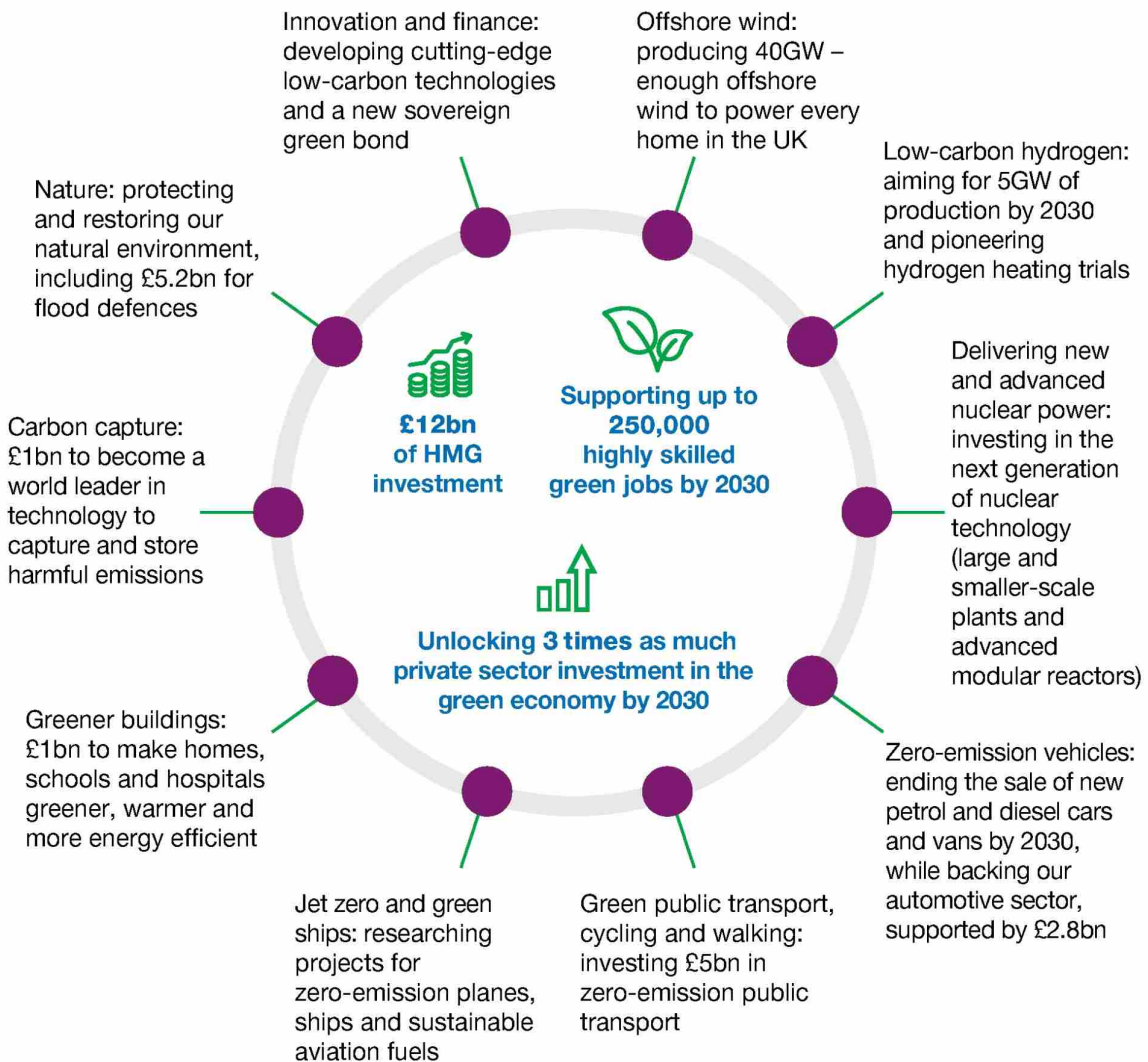 Innovation and finance:
developing cutting-edge
low-carbon technologies
and a new sovereign
green bond
Offshore wind:
producing 40GW –
enough offshore
wind to power every
home in the UK
Low-carbon hydrogen:
aiming for 5GW of
production by 2030
and pioneering
hydrogen heating trials
Delivering new
and advanced
nuclear power:
investing in the
next generation
of nuclear
technology
(large and
smaller-scale
plants and
advanced
modular reactors)
Zero-emission vehicles:
ending the sale of new
petrol and diesel cars
and vans by 2030,
while backing our
automotive sector,
supported by £2.8bn
Green public transport,
cycling and walking:
investing £5bn in
zero-emission public
transport
Jet zero and green
ships: researching
projects for
zero-emission planes,
ships and sustainable
aviation fuels
Greener buildings:
£1bn to make homes,
schools and hospitals
greener, warmer and
more energy efficient
Carbon capture:
£1bn to become a
world leader in
technology to
capture and store
harmful emissions
Nature: protecting
and restoring our
natural environment,
including £5.2bn for
flood defences
£12bn
of HMG
investment
Supporting up to
250,000
highly skilled
green jobs by 2030
Unlocking 3 times as much
private sector investment in the
green economy by 2030